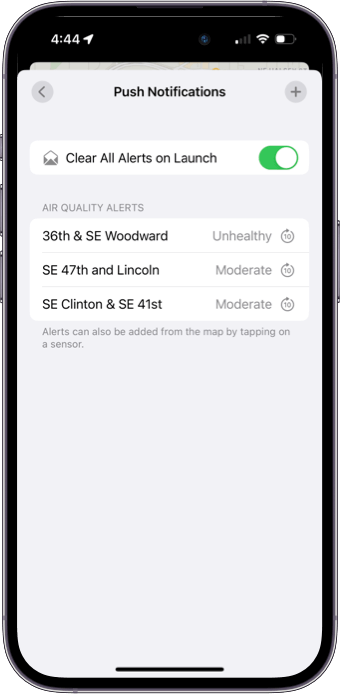 4:44
Push Notifications
Clear All Alerts on Launch
AIR QUALITY ALERTS
36th & SE Woodward Unhealthy 10
SE 47th and Lincoln Moderate 10
SE Clinton & SE 41st Moderate 10
Alerts can also be added from the map by tapping on
a sensor.